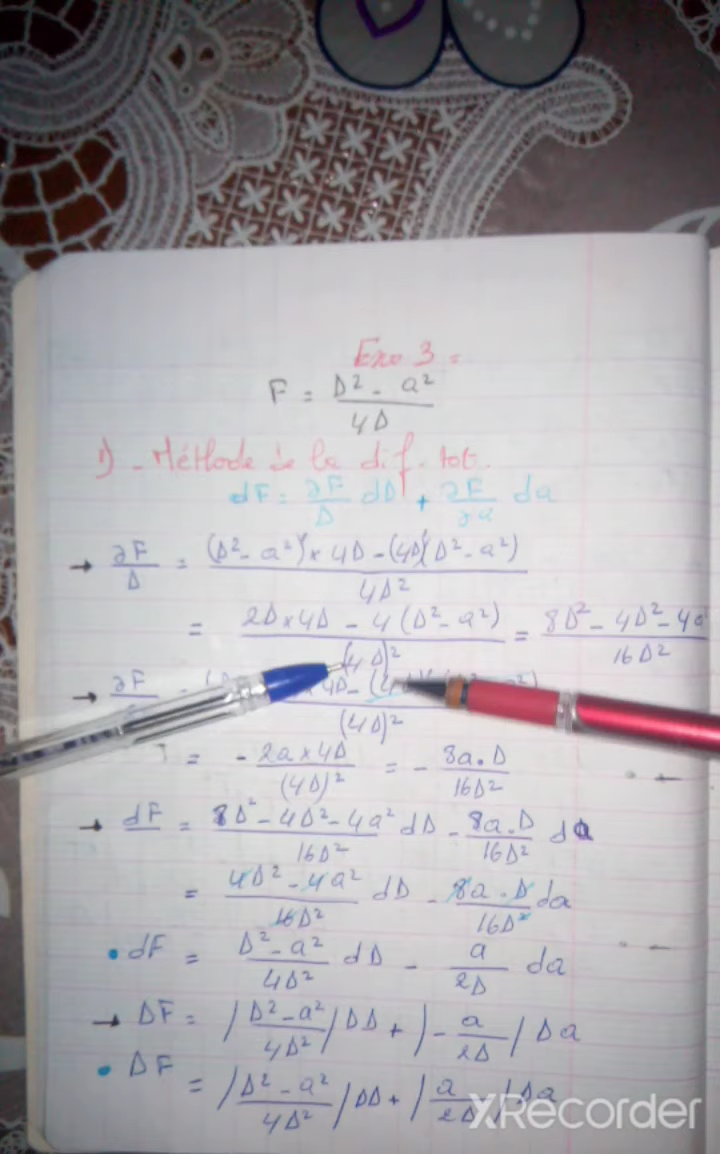 Exo 3 =
F = D² - a² / 4D
1) - Méthode de la dif. tot.
dF = ∂F/D dD + ∂F/∂a da
→ ∂F/D = (D² - a²)' × 4D - (4D)'(D² - a²) / 4D²
= 2D × 4D - 4(D² - a²) / (4D)² = 8D² - 4D² - 4a / 16D²
→ ∂F × 4D - / (4D)²
= - 2a × 4D / (4D)² = - 8a.D / 16D²
→ dF = 8D² - 4D² - 4a² / 16D² dD - 8a.D / 16D² da
= 4D² - 4a² / 16D² dD - 8a.D / 16D² da
• dF = D² - a² / 4D² dD - a / 2D da
→ ΔF = / D² - a² / 4D² / ΔD + / - a / 2D / Δa
• ΔF = / D² - a² / 4D² / ΔD + / a / 2D / Δa
XRecorder